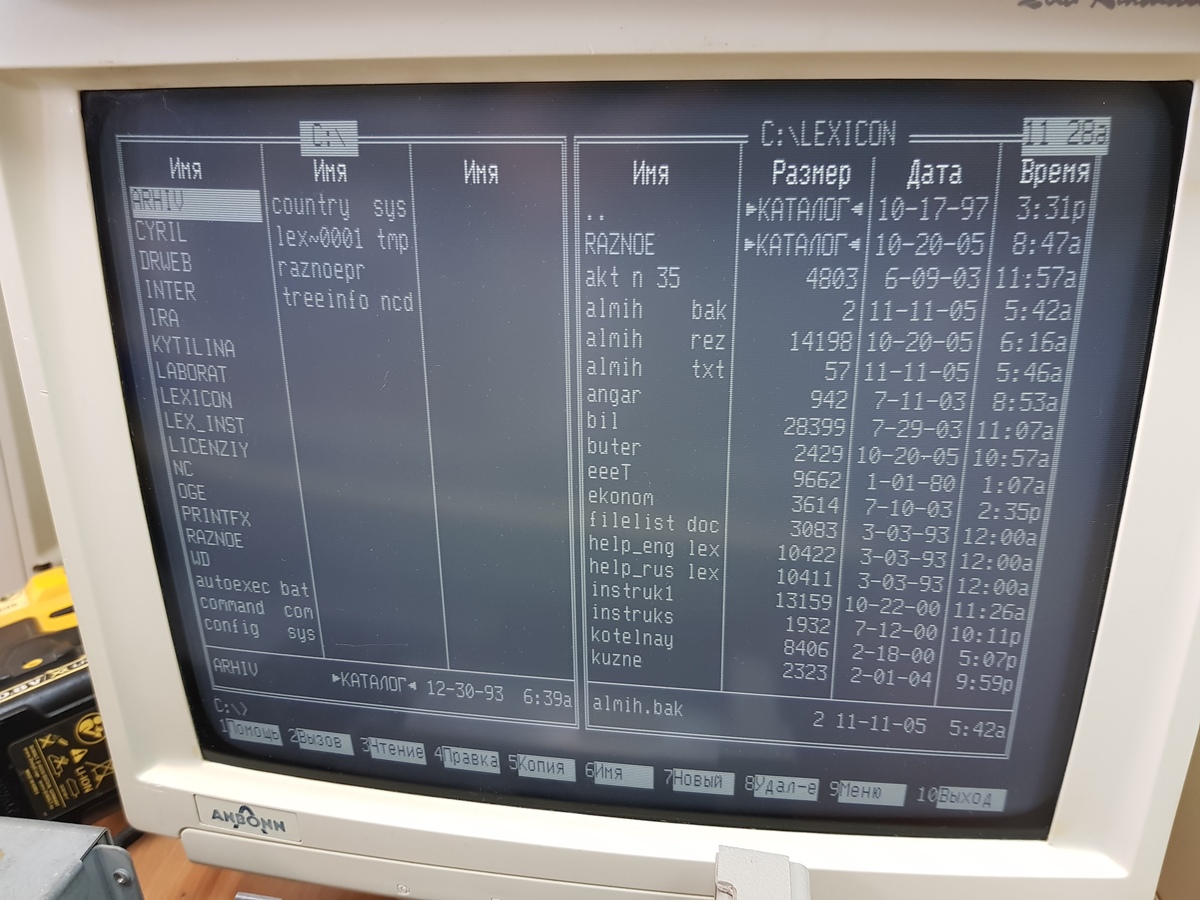 C:\
Имя Имя Имя
ARHIV
CYRIL
DRWEB
INTER
IRA
KYTILINA
LABORAT
LEXICON
LEX_INST
LICENZIY
NC
OGE
PRINTFX
RAZNOE
WD
autoexec bat
command com
config sys
country sys
lex~0001 tmp
raznoepr
treeinfo ncd
ARHIV ►КАТАЛОГ◄ 12-30-93 6:39a
C:\LEXICON 11 28a
Имя Размер Дата Время
.. ►КАТАЛОГ◄ 10-17-97 3:31p
RAZNOE ►КАТАЛОГ◄ 10-20-05 8:47a
akt n 35 4803 6-09-03 11:57a
almih bak 2 11-11-05 5:42a
almih rez 14198 10-20-05 6:16a
almih txt 57 11-11-05 5:46a
angar 942 7-11-03 8:53a
bil 28399 7-29-03 11:07a
buter 2429 10-20-05 10:57a
eeeT 9662 1-01-80 1:07a
ekonom 3614 7-10-03 2:35p
filelist doc 3083 3-03-93 12:00a
help_eng lex 10422 3-03-93 12:00a
help_rus lex 10411 3-03-93 12:00a
instruk1 13159 10-22-00 11:26a
instruks 1932 7-12-00 10:11p
kotelnay 8406 2-18-00 5:07p
kuzne 2323 2-01-04 9:59p
almih.bak 2 11-11-05 5:42a
C:\>
1Помощь 2Вызов 3Чтение 4Правка 5Копия 6Имя 7Новый 8Удал-е 9Меню 10Выход
LI-ION